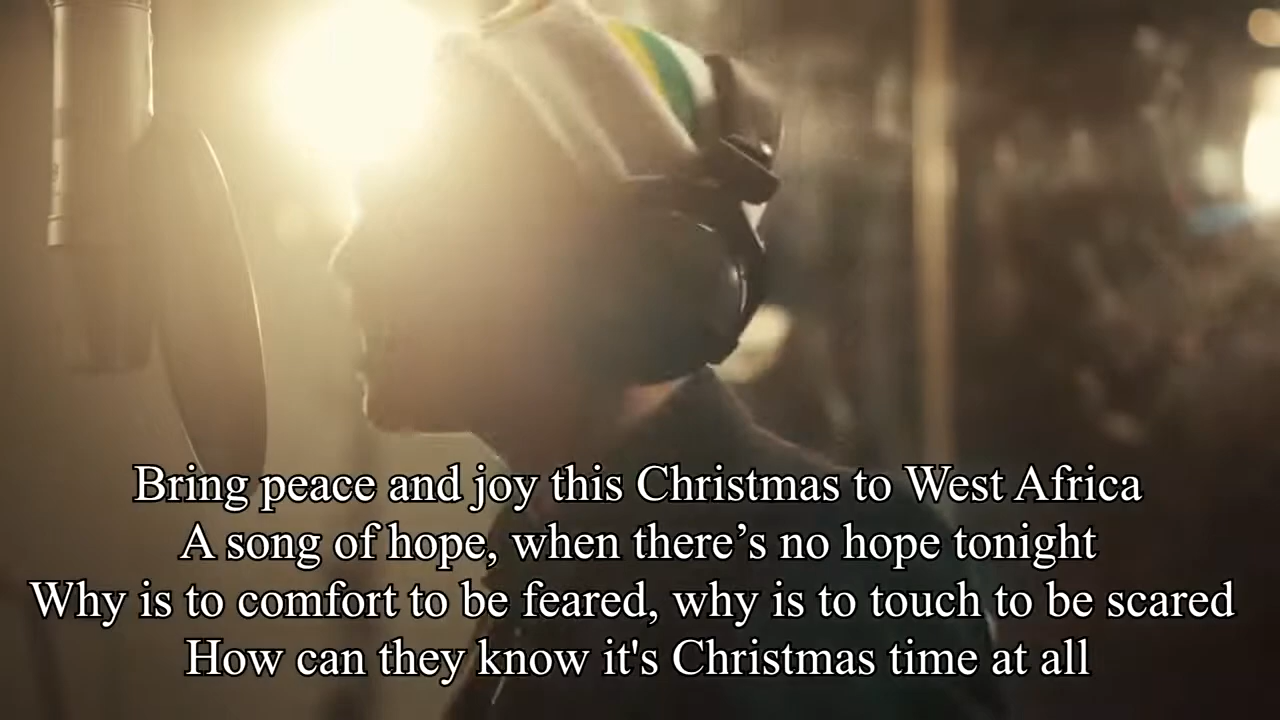 Bring peace and joy this Christmas to West Africa
A song of hope, when there’s no hope tonight
Why is to comfort to be feared, why is to touch to be scared
How can they know it's Christmas time at all